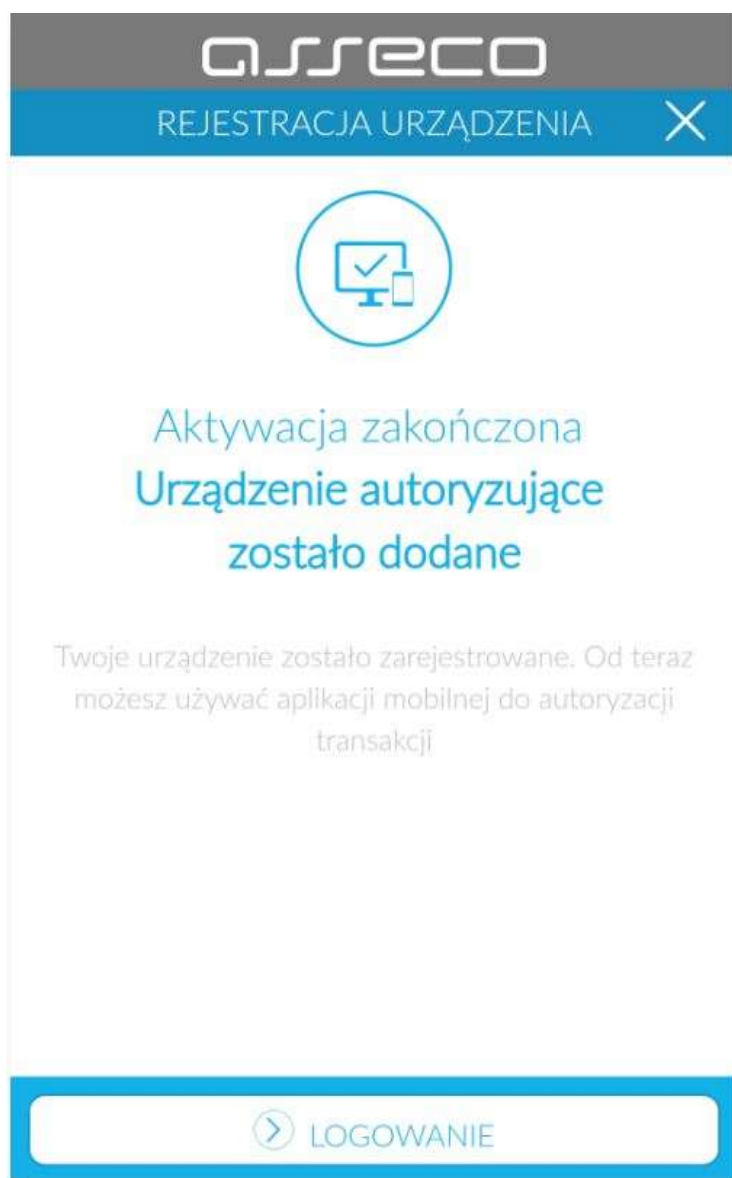 asseco
REJESTRACJA URZĄDZENIA
Aktywacja zakończona
Urządzenie autoryzujące
zostało dodane
Twoje urządzenie zostało zarejestrowane. Od teraz
możesz używać aplikacji mobilnej do autoryzacji
transakcji
LOGOWANIE